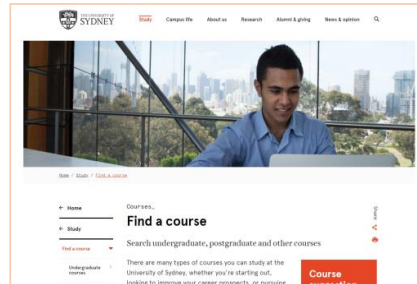 THE UNIVERSITY OF
SYDNEY
Study Campus life About us Research Alumni & giving News & opinion
Home / Study / Find a course
← Home
← Study
Find a course
Undergraduate
courses
Courses_
Find a course
Search undergraduate, postgraduate and other courses
There are many types of courses you can study at the
University of Sydney, whether you're starting out,
looking to improve your career prospects, or pursuing
Share
Course
suggestion